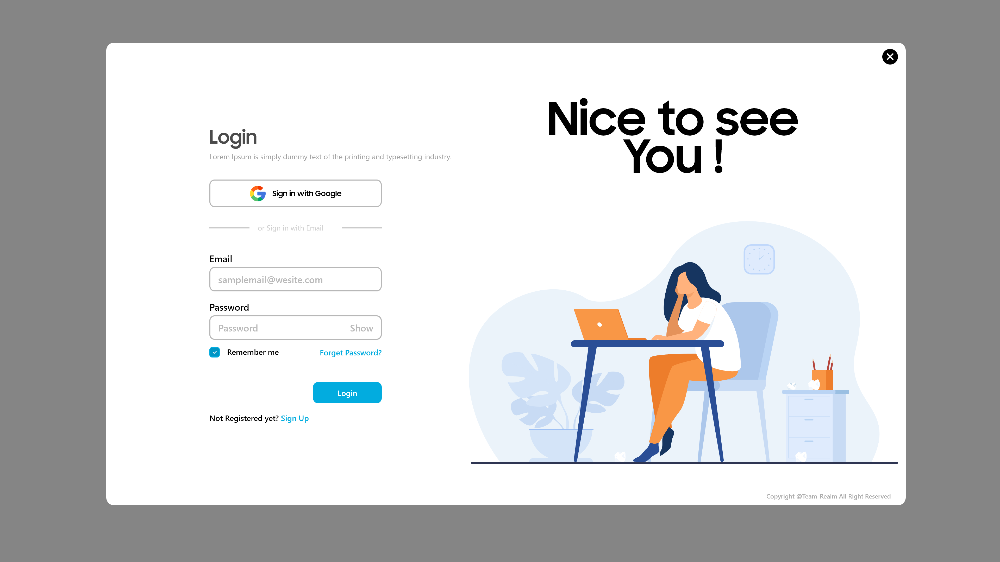 Nice to see
You !
Login
Lorem Ipsum is simply dummy text of the printing and typesetting industry.
Sign in with Google
or Sign in with Email
Email
samplemail@wesite.com
Password
Password Show
Remember me Forget Password?
Login
Not Registered yet? Sign Up
Copyright @Team_Realm All Right Reserved